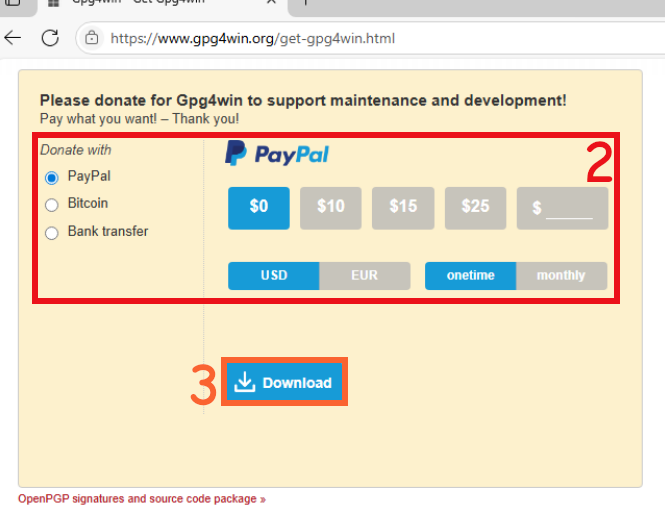 Gpg4win - Get Gpg4win
https://www.gpg4win.org/get-gpg4win.html
Please donate for Gpg4win to support maintenance and development!
Pay what you want! – Thank you!
Donate with
PayPal
Bitcoin
Bank transfer
PayPal
2
$0 $10 $15 $25 $ ______
USD EUR onetime monthly
3
Download
OpenPGP signatures and source code package »